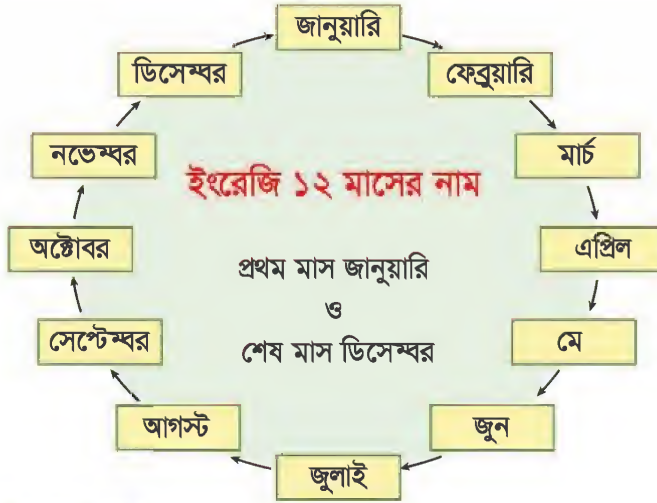 জানুয়ারি
ফেব্রুয়ারি
মার্চ
এপ্রিল
মে
জুন
জুলাই
আগস্ট
সেপ্টেম্বর
অক্টোবর
নভেম্বর
ডিসেম্বর
ইংরেজি ১২ মাসের নাম
প্রথম মাস জানুয়ারি
ও
শেষ মাস ডিসেম্বর